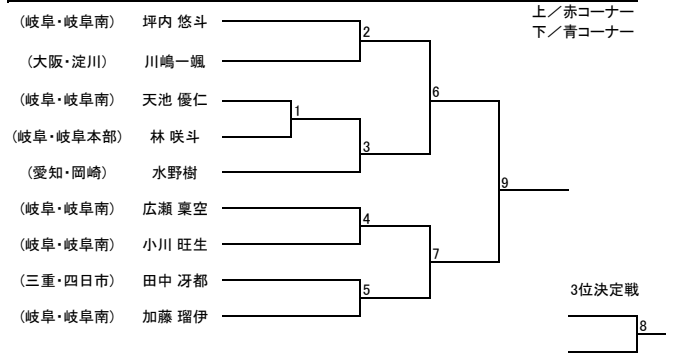 上／赤コーナー
下／青コーナー
(岐阜・岐阜南) 坪内 悠斗
2
(大阪・淀川) 川嶋一颯
6
(岐阜・岐阜南) 天池 優仁
1
(岐阜・岐阜本部) 林 咲斗
3
(愛知・岡崎) 水野樹
9
(岐阜・岐阜南) 広瀬 稟空
4
(岐阜・岐阜南) 小川 旺生
7
(三重・四日市) 田中 冴都
5
3位決定戦
(岐阜・岐阜南) 加藤 瑠伊
8